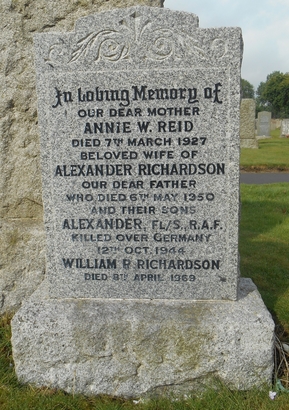 In Loving Memory of
OUR DEAR MOTHER
ANNIE W. REID
DIED 7TH MARCH 1927
BELOVED WIFE OF
ALEXANDER RICHARDSON
OUR DEAR FATHER
WHO DIED 6TH MAY 1950
AND THEIR SONS
ALEXANDER, FL/S., R.A.F.
KILLED OVER GERMANY
12TH OCT. 1944
WILLIAM R. RICHARDSON
DIED 8TH APRIL 1969